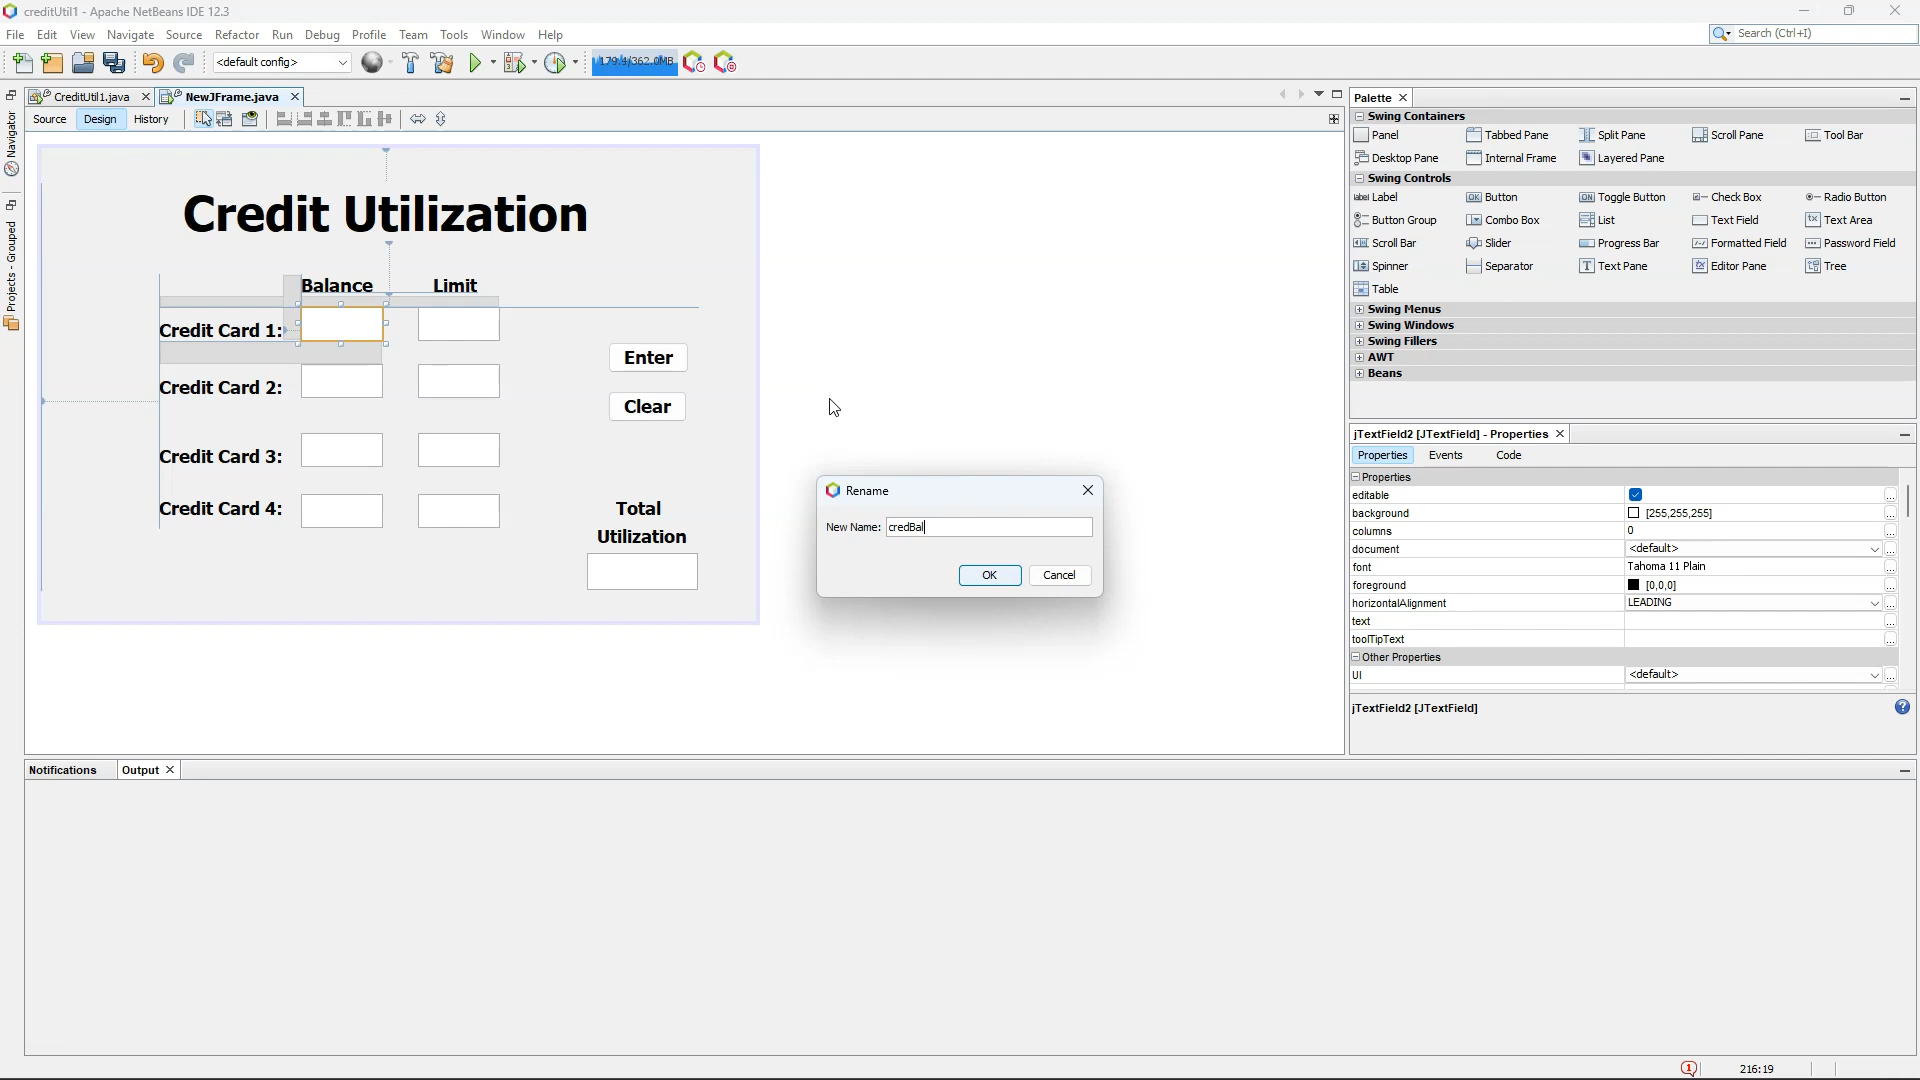 creditUtil1 - Apache NetBeans IDE 12.3
File Edit View Navigate Source Refactor Run Debug Profile Team Tools Window Help
Search (Ctrl+I)
<default config>
179.4/362.0MB
CreditUtil1.java
NewJFrame.java
Source Design History
Navigator
Projects - Grouped
Credit Utilization
Balance Limit
Credit Card 1:
Enter
Credit Card 2:
Clear
Credit Card 3:
Credit Card 4:
Total
Utilization
Rename
New Name: credBal
OK Cancel
Palette
Swing Containers
Panel Tabbed Pane Split Pane Scroll Pane Tool Bar
Desktop Pane Internal Frame Layered Pane
Swing Controls
Label Button Toggle Button Check Box Radio Button
Button Group Combo Box List Text Field Text Area
Scroll Bar Slider Progress Bar Formatted Field Password Field
Spinner Separator Text Pane Editor Pane Tree
Table
Swing Menus
Swing Windows
Swing Fillers
AWT
Beans
jTextField2 [JTextField] - Properties
Properties Events Code
Properties
editable
background [255,255,255]
columns 0
document <default>
font Tahoma 11 Plain
foreground [0,0,0]
horizontalAlignment LEADING
text
toolTipText
Other Properties
UI <default>
jTextField2 [JTextField]
Notifications Output
1
216:19